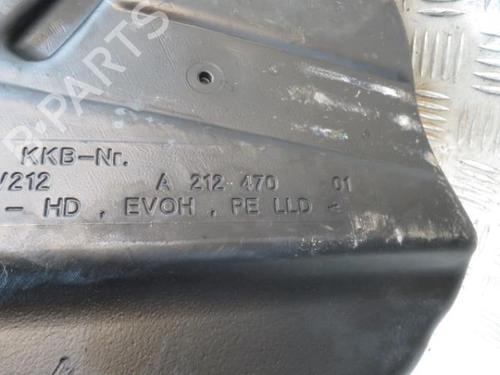 B-PARTS
KKB-Nr.
/212 A 212 470 01
- HD , EVOH , PE LLD -